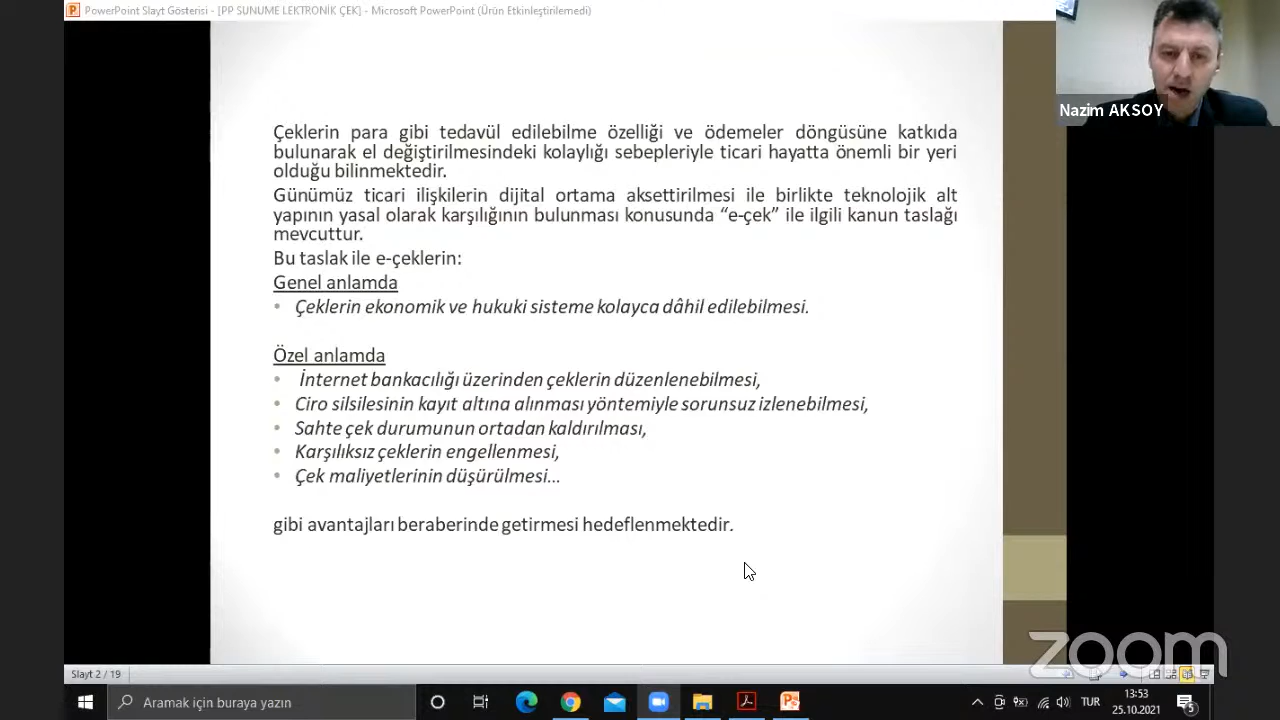 PowerPoint Slayt Gösterisi - [PP SUNUME LEKTRONİK ÇEK] - Microsoft PowerPoint (Ürün Etkinleştirilemedi)
Nazim AKSOY
Çeklerin para gibi tedavül edilebilme özelliği ve ödemeler döngüsüne katkıda
bulunarak el değiştirilmesindeki kolaylığı sebepleriyle ticari hayatta önemli bir yeri
olduğu bilinmektedir.
Günümüz ticari ilişkilerin dijital ortama aksettirilmesi ile birlikte teknolojik alt
yapının yasal olarak karşılığının bulunması konusunda “e-çek” ile ilgili kanun taslağı
mevcuttur.
Bu taslak ile e-çeklerin:
Genel anlamda
• Çeklerin ekonomik ve hukuki sisteme kolayca dâhil edilebilmesi.
Özel anlamda
• İnternet bankacılığı üzerinden çeklerin düzenlenebilmesi,
• Ciro silsilesinin kayıt altına alınması yöntemiyle sorunsuz izlenebilmesi,
• Sahte çek durumunun ortadan kaldırılması,
• Karşılıksız çeklerin engellenmesi,
• Çek maliyetlerinin düşürülmesi...
gibi avantajları beraberinde getirmesi hedeflenmektedir.
zoom
Slayt 2 / 19
Aramak için buraya yazın
TUR
13:53
25.10.2021
5